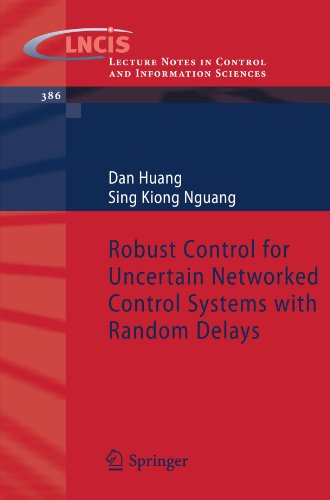 LNCIS
LECTURE NOTES IN CONTROL
AND INFORMATION SCIENCES
386
Dan Huang
Sing Kiong Nguang
Robust Control for
Uncertain Networked
Control Systems with
Random Delays
Springer